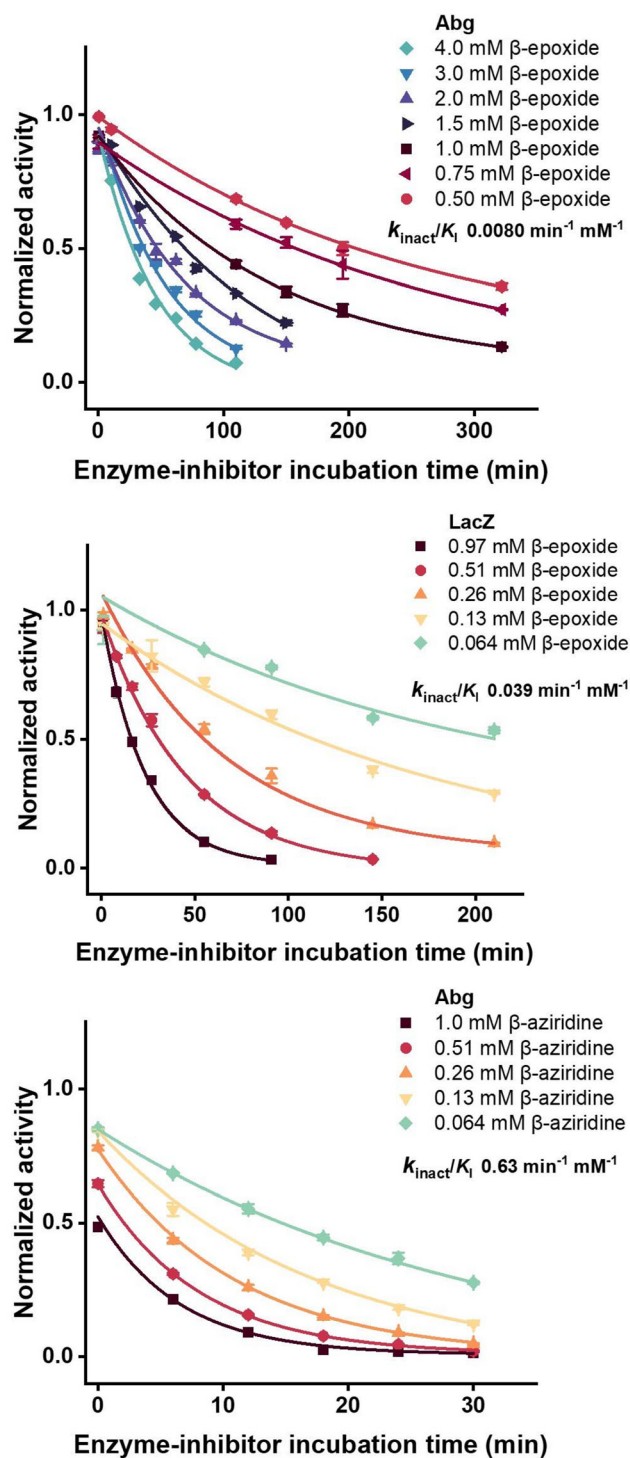 Abg
4.0 mM β-epoxide
3.0 mM β-epoxide
2.0 mM β-epoxide
1.5 mM β-epoxide
1.0 mM β-epoxide
0.75 mM β-epoxide
0.50 mM β-epoxide
kinact/KI 0.0080 min-1 mM-1
Normalized activity
1.0
0.5
0.0
0 100 200 300
Enzyme-inhibitor incubation time (min)
LacZ
0.97 mM β-epoxide
0.51 mM β-epoxide
0.26 mM β-epoxide
0.13 mM β-epoxide
0.064 mM β-epoxide
kinact/KI 0.039 min-1 mM-1
Normalized activity
1.0
0.5
0.0
0 50 100 150 200
Enzyme-inhibitor incubation time (min)
Abg
1.0 mM β-aziridine
0.51 mM β-aziridine
0.26 mM β-aziridine
0.13 mM β-aziridine
0.064 mM β-aziridine
kinact/KI 0.63 min-1 mM-1
Normalized activity
1.0
0.5
0.0
0 10 20 30
Enzyme-inhibitor incubation time (min)